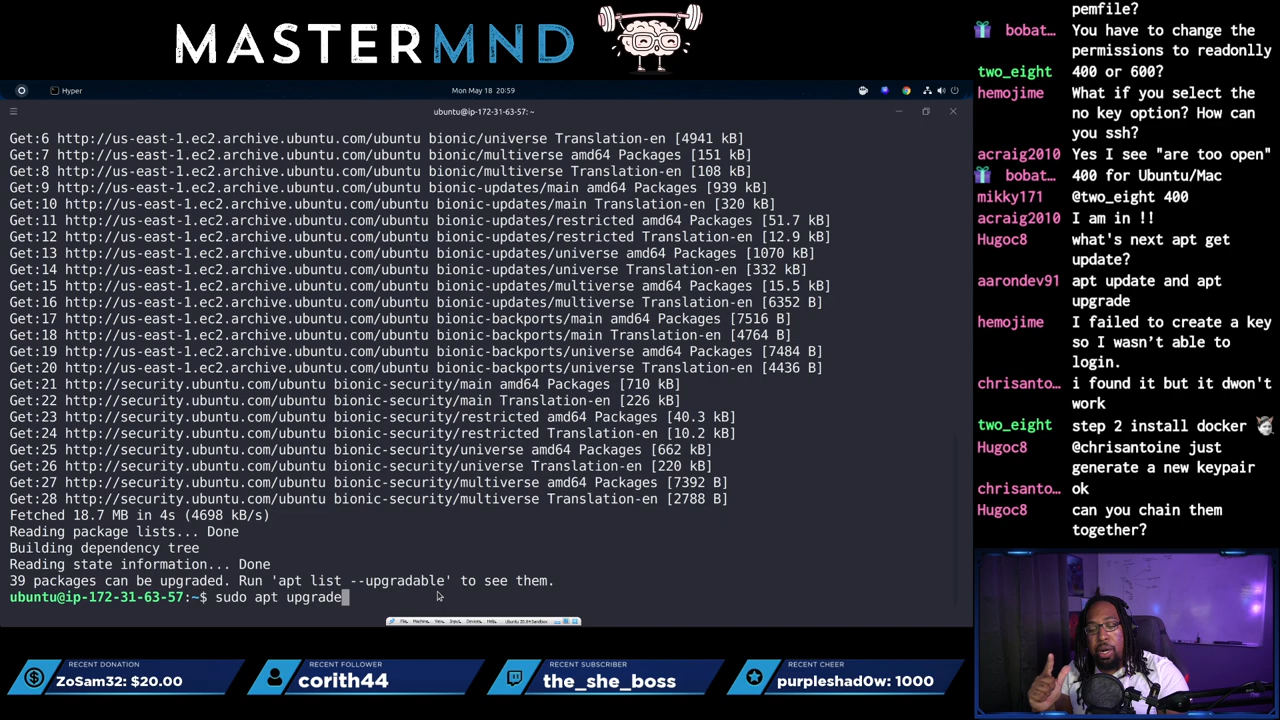 MASTERMND
Hyper
Mon May 18 20:59
ubuntu@ip-172-31-63-57: ~
Get:6 http://us-east-1.ec2.archive.ubuntu.com/ubuntu bionic/universe Translation-en [4941 kB]
Get:7 http://us-east-1.ec2.archive.ubuntu.com/ubuntu bionic/multiverse amd64 Packages [151 kB]
Get:8 http://us-east-1.ec2.archive.ubuntu.com/ubuntu bionic/multiverse Translation-en [108 kB]
Get:9 http://us-east-1.ec2.archive.ubuntu.com/ubuntu bionic-updates/main amd64 Packages [939 kB]
Get:10 http://us-east-1.ec2.archive.ubuntu.com/ubuntu bionic-updates/main Translation-en [320 kB]
Get:11 http://us-east-1.ec2.archive.ubuntu.com/ubuntu bionic-updates/restricted amd64 Packages [51.7 kB]
Get:12 http://us-east-1.ec2.archive.ubuntu.com/ubuntu bionic-updates/restricted Translation-en [12.9 kB]
Get:13 http://us-east-1.ec2.archive.ubuntu.com/ubuntu bionic-updates/universe amd64 Packages [1070 kB]
Get:14 http://us-east-1.ec2.archive.ubuntu.com/ubuntu bionic-updates/universe Translation-en [332 kB]
Get:15 http://us-east-1.ec2.archive.ubuntu.com/ubuntu bionic-updates/multiverse amd64 Packages [15.5 kB]
Get:16 http://us-east-1.ec2.archive.ubuntu.com/ubuntu bionic-updates/multiverse Translation-en [6352 B]
Get:17 http://us-east-1.ec2.archive.ubuntu.com/ubuntu bionic-backports/main amd64 Packages [7516 B]
Get:18 http://us-east-1.ec2.archive.ubuntu.com/ubuntu bionic-backports/main Translation-en [4764 B]
Get:19 http://us-east-1.ec2.archive.ubuntu.com/ubuntu bionic-backports/universe amd64 Packages [7484 B]
Get:20 http://us-east-1.ec2.archive.ubuntu.com/ubuntu bionic-backports/universe Translation-en [4436 B]
Get:21 http://security.ubuntu.com/ubuntu bionic-security/main amd64 Packages [710 kB]
Get:22 http://security.ubuntu.com/ubuntu bionic-security/main Translation-en [226 kB]
Get:23 http://security.ubuntu.com/ubuntu bionic-security/restricted amd64 Packages [40.3 kB]
Get:24 http://security.ubuntu.com/ubuntu bionic-security/restricted Translation-en [10.2 kB]
Get:25 http://security.ubuntu.com/ubuntu bionic-security/universe amd64 Packages [662 kB]
Get:26 http://security.ubuntu.com/ubuntu bionic-security/universe Translation-en [220 kB]
Get:27 http://security.ubuntu.com/ubuntu bionic-security/multiverse amd64 Packages [7392 B]
Get:28 http://security.ubuntu.com/ubuntu bionic-security/multiverse Translation-en [2788 B]
Fetched 18.7 MB in 4s (4698 kB/s)
Reading package lists... Done
Building dependency tree
Reading state information... Done
39 packages can be upgraded. Run 'apt list --upgradable' to see them.
ubuntu@ip-172-31-63-57:~$ sudo apt upgrade
File Machine View Input Devices Help
pemfile?
bobat… You have to change the
permissions to readonlly
two_eight 400 or 600?
hemojime What if you select the
no key option? How can
you ssh?
acraig2010 Yes I see "are too open"
bobat… 400 for Ubuntu/Mac
mikky171 @two_eight 400
acraig2010 I am in !!
Hugoc8 what's next apt get
update?
aarondev91 apt update and apt
upgrade
hemojime I failed to create a key
so I wasn't able to
login.
chrisanto… i found it but it dwon't
work
two_eight step 2 install docker
Hugoc8 @chrisantoine just
generate a new keypair
chrisanto… ok
Hugoc8 can you chain them
together?
RECENT DONATION
ZoSam32: $20.00
RECENT FOLLOWER
corith44
RECENT SUBSCRIBER
the_she_boss
RECENT CHEER
purpleshad0w: 1000